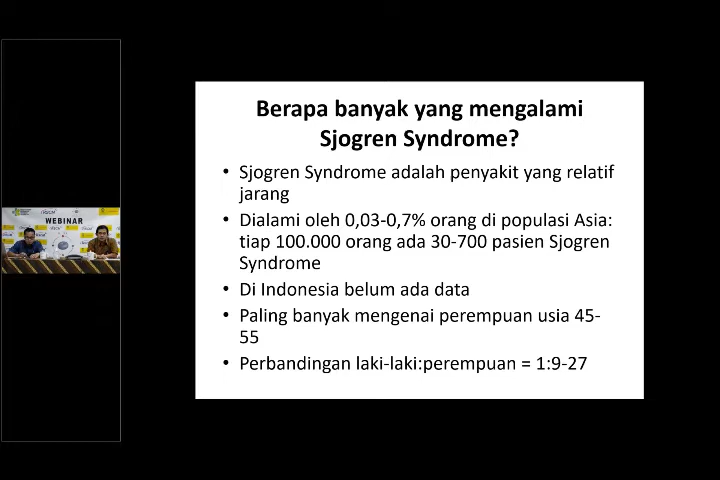 WEBINAR
Berapa banyak yang mengalami
Sjogren Syndrome?
• Sjogren Syndrome adalah penyakit yang relatif
jarang
• Dialami oleh 0,03-0,7% orang di populasi Asia:
tiap 100.000 orang ada 30-700 pasien Sjogren
Syndrome
• Di Indonesia belum ada data
• Paling banyak mengenai perempuan usia 45-
55
• Perbandingan laki-laki:perempuan = 1:9-27